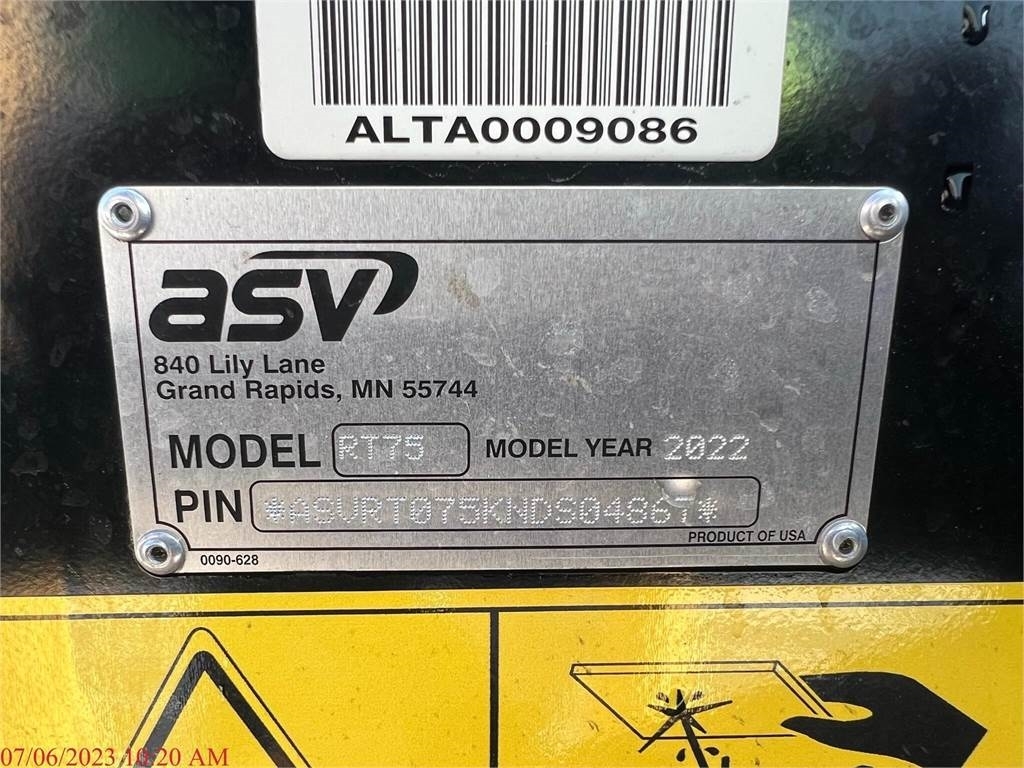 ALTA0009086
asv
840 Lily Lane
Grand Rapids, MN 55744
MODEL RT75 MODEL YEAR 2022
PIN *ASVRT075KNDS04867*
PRODUCT OF USA
0090-628
07/06/2023 10:20 AM